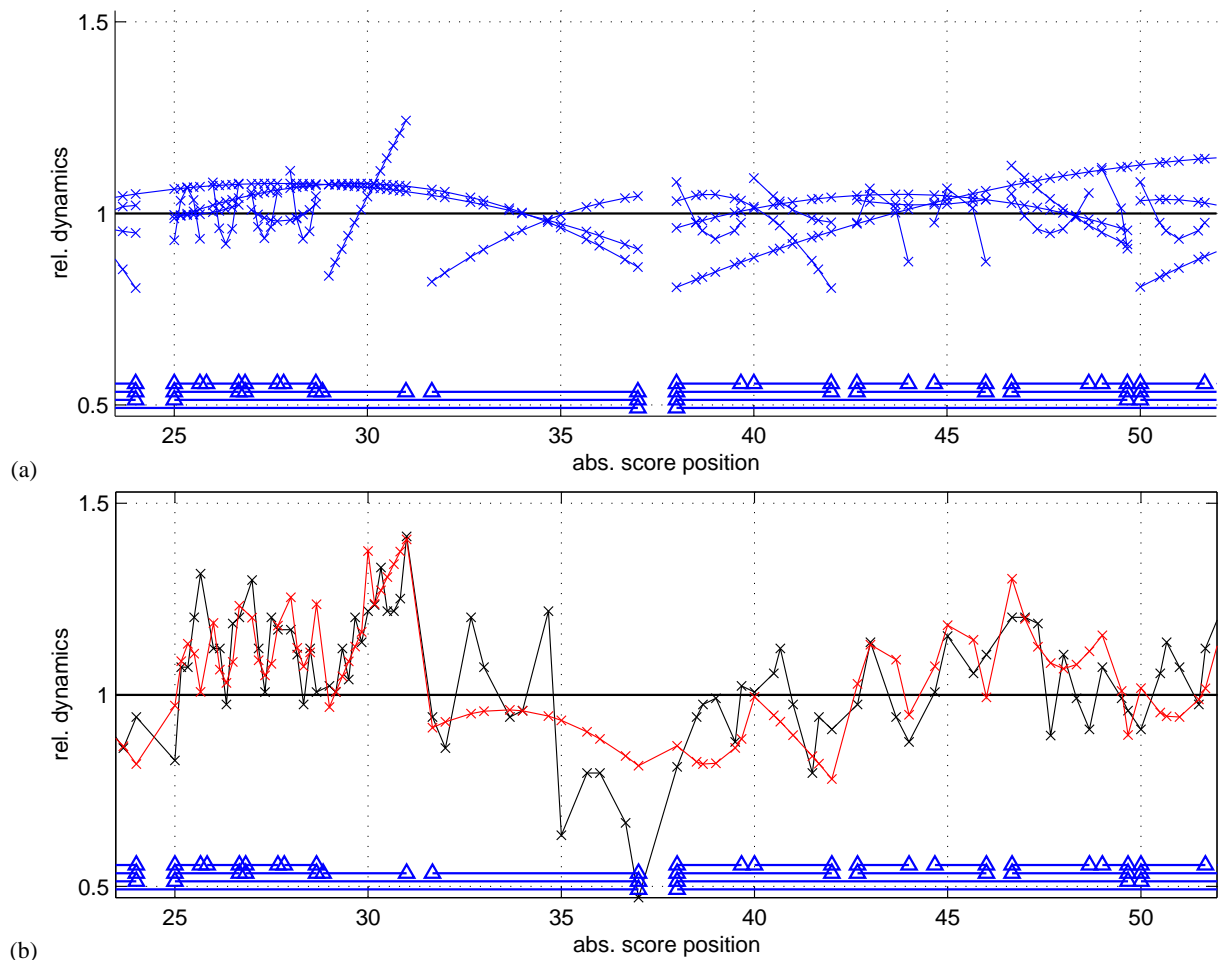 1.5
1
0.5
rel. dynamics
25 30 35 40 45 50
abs. score position
(a)
1.5
1
0.5
rel. dynamics
25 30 35 40 45 50
abs. score position
(b)